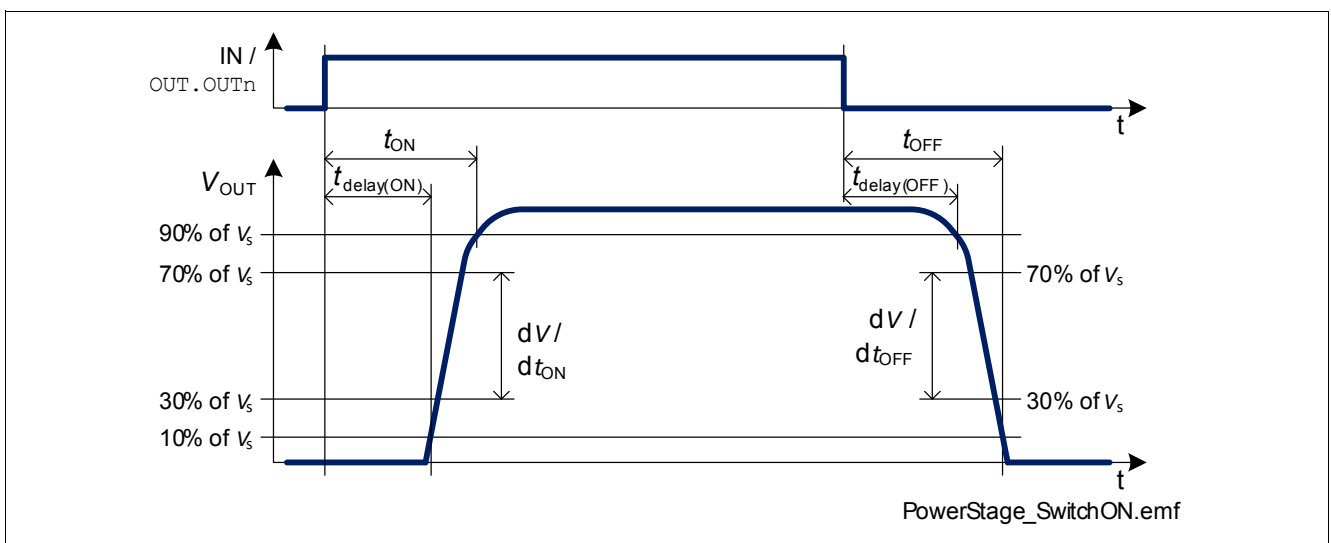 IN /
OUT.OUTn
t
tON
tOFF
VOUT
tdelay(ON)
tdelay(OFF)
90% of Vs
70% of Vs
70% of Vs
dV /
dtON
dV /
dtOFF
30% of Vs
30% of Vs
10% of Vs
t
PowerStage_SwitchON.emf